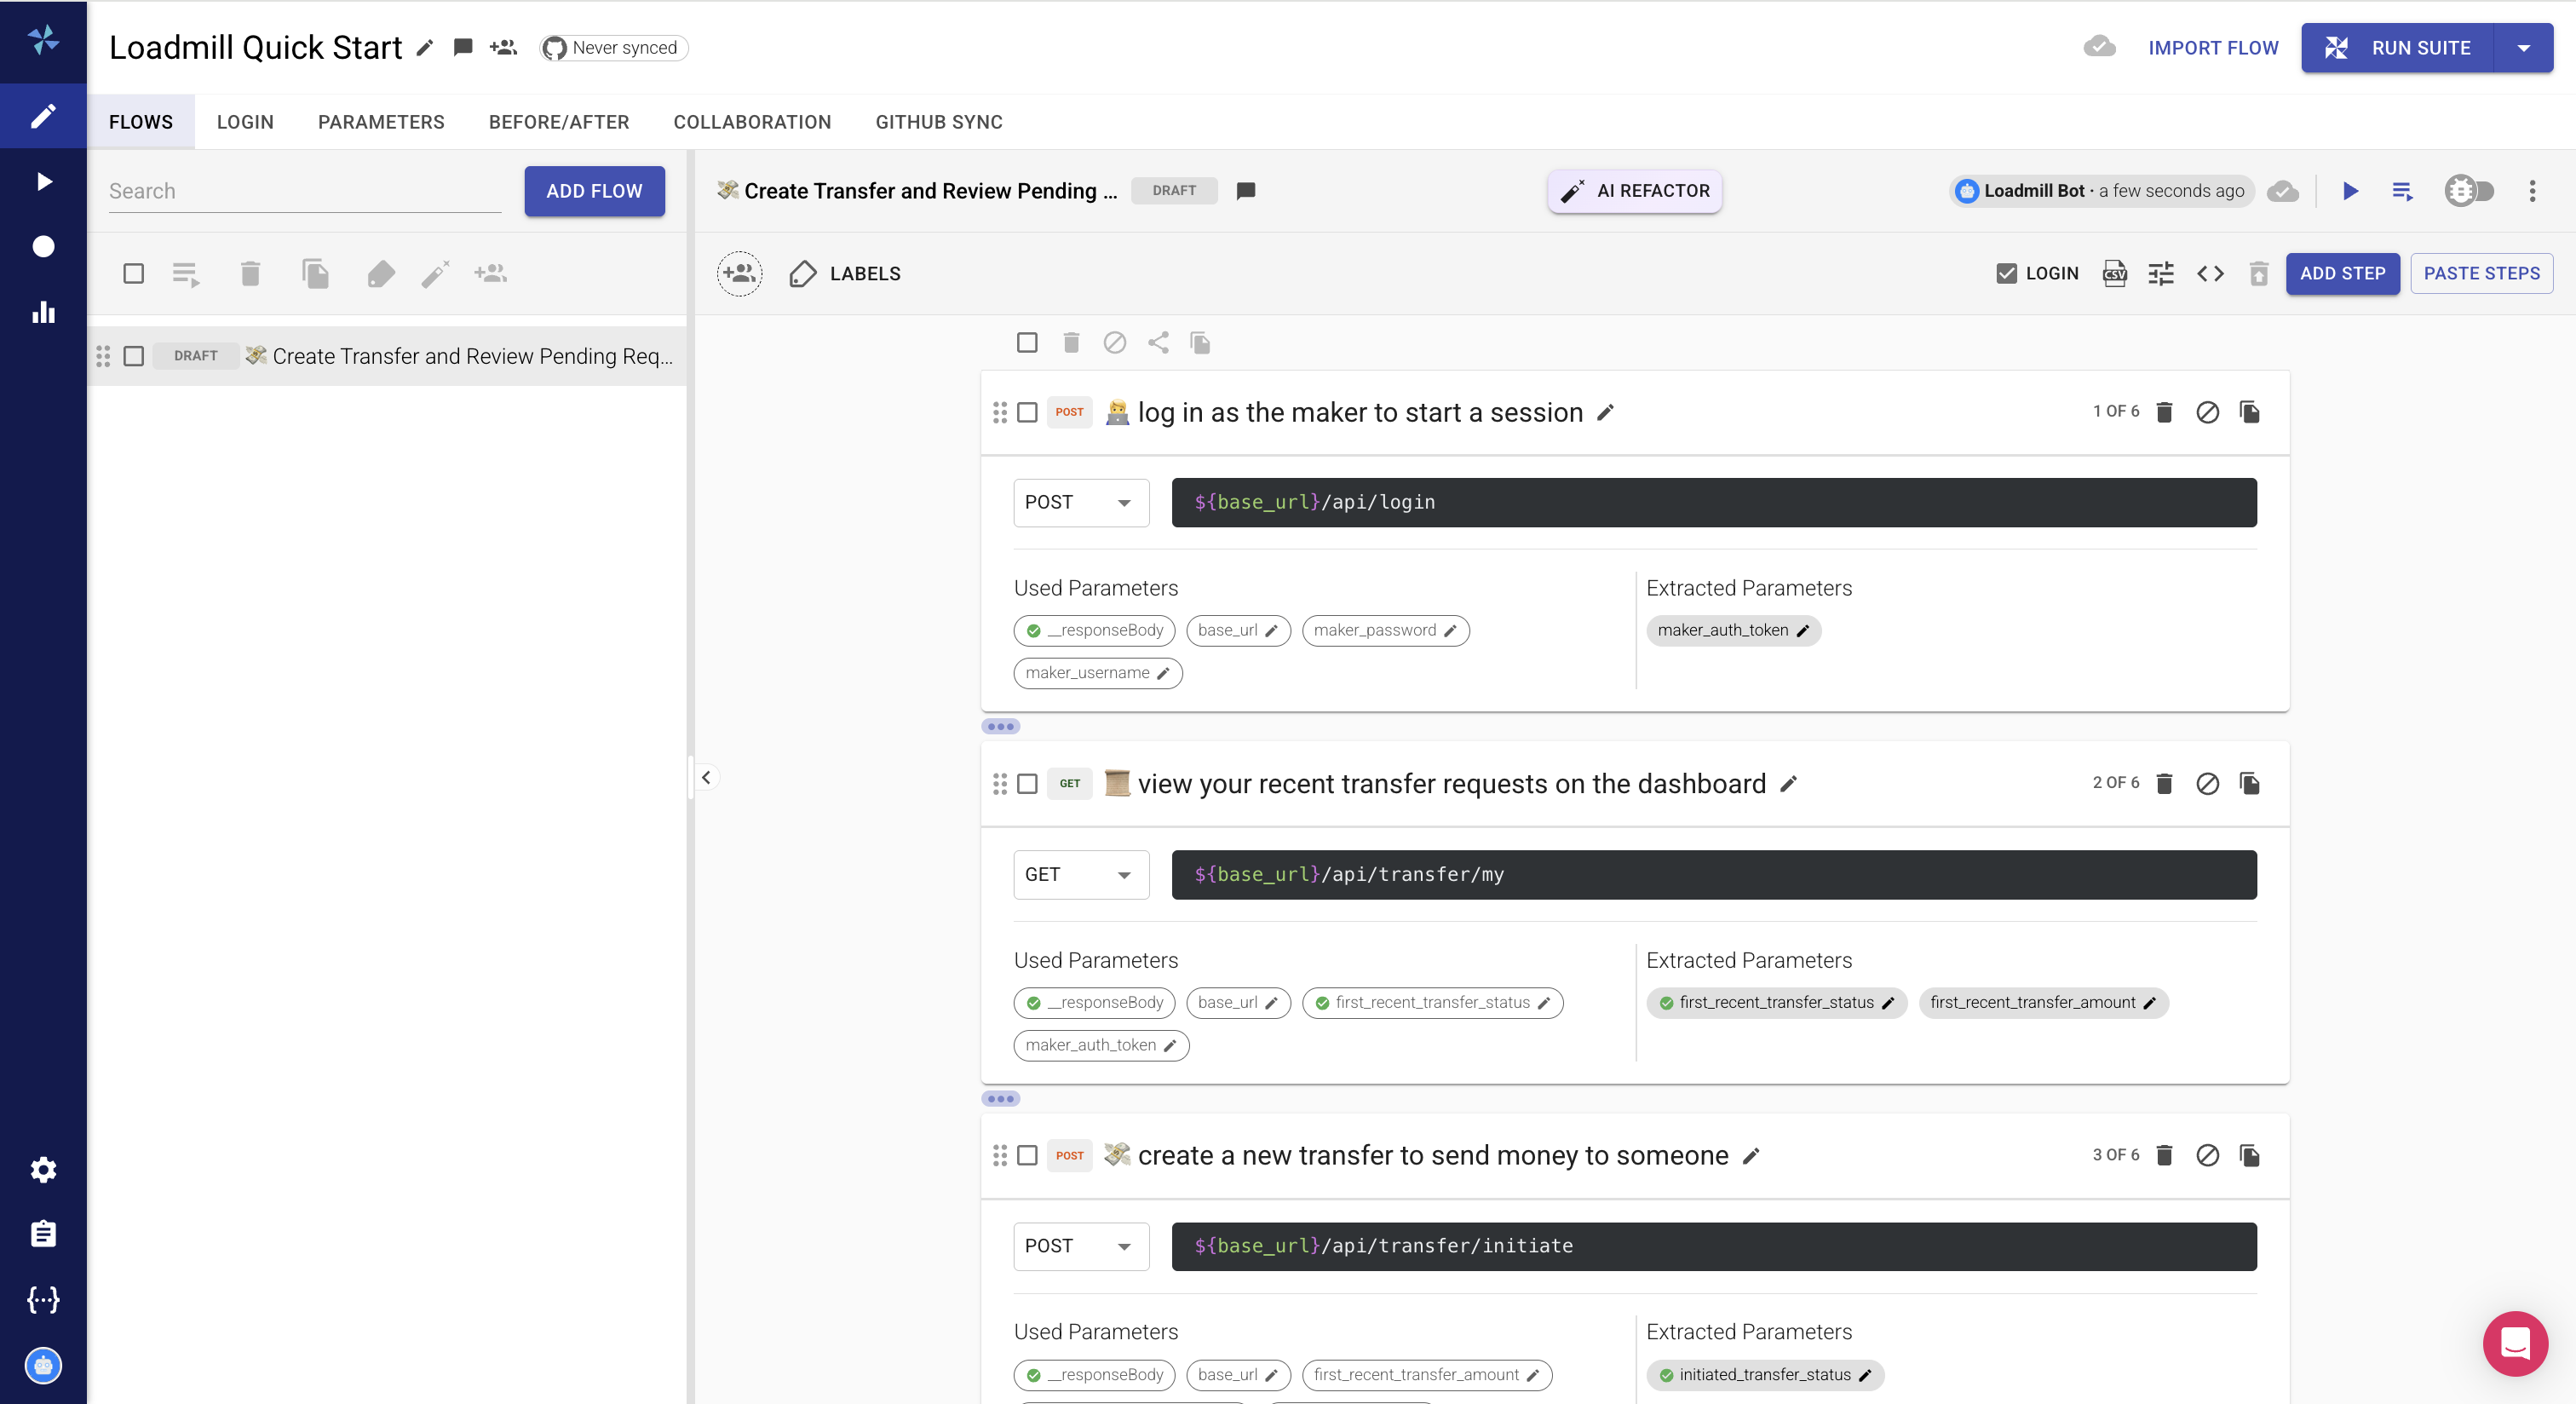 Loadmill Quick Start
Never synced
IMPORT FLOW
RUN SUITE
FLOWS LOGIN PARAMETERS BEFORE/AFTER COLLABORATION GITHUB SYNC
Search
ADD FLOW
💸 Create Transfer and Review Pending ...
DRAFT
AI REFACTOR
Loadmill Bot · a few seconds ago
LABELS
LOGIN
CSV
ADD STEP
PASTE STEPS
DRAFT 💸 Create Transfer and Review Pending Req...
POST 🧑‍💻 log in as the maker to start a session
1 OF 6
POST ${base_url}/api/login
Used Parameters
__responseBody base_url maker_password
maker_username
Extracted Parameters
maker_auth_token
GET 📜 view your recent transfer requests on the dashboard
2 OF 6
GET ${base_url}/api/transfer/my
Used Parameters
__responseBody base_url first_recent_transfer_status
maker_auth_token
Extracted Parameters
first_recent_transfer_status first_recent_transfer_amount
POST 💸 create a new transfer to send money to someone
3 OF 6
POST ${base_url}/api/transfer/initiate
Used Parameters
__responseBody base_url first_recent_transfer_amount
Extracted Parameters
initiated_transfer_status